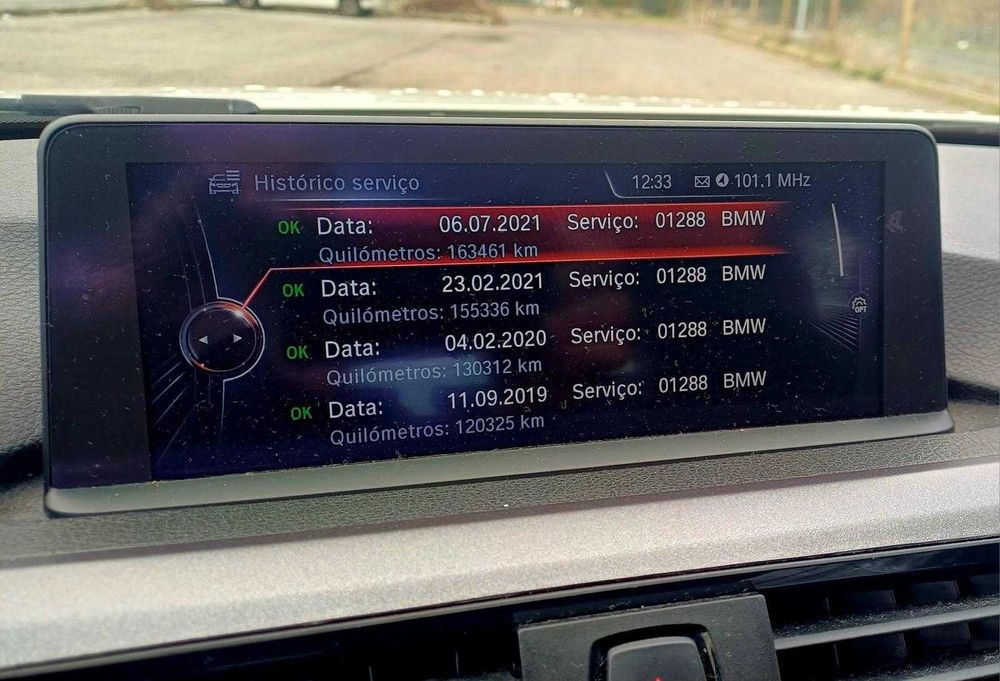 Histórico serviço 12:33 101.1 MHz
OK Data: 06.07.2021 Serviço: 01288 BMW
Quilómetros: 163461 km
OK Data: 23.02.2021 Serviço: 01288 BMW
Quilómetros: 155336 km
OPT
OK Data: 04.02.2020 Serviço: 01288 BMW
Quilómetros: 130312 km
OK Data: 11.09.2019 Serviço: 01288 BMW
Quilómetros: 120325 km